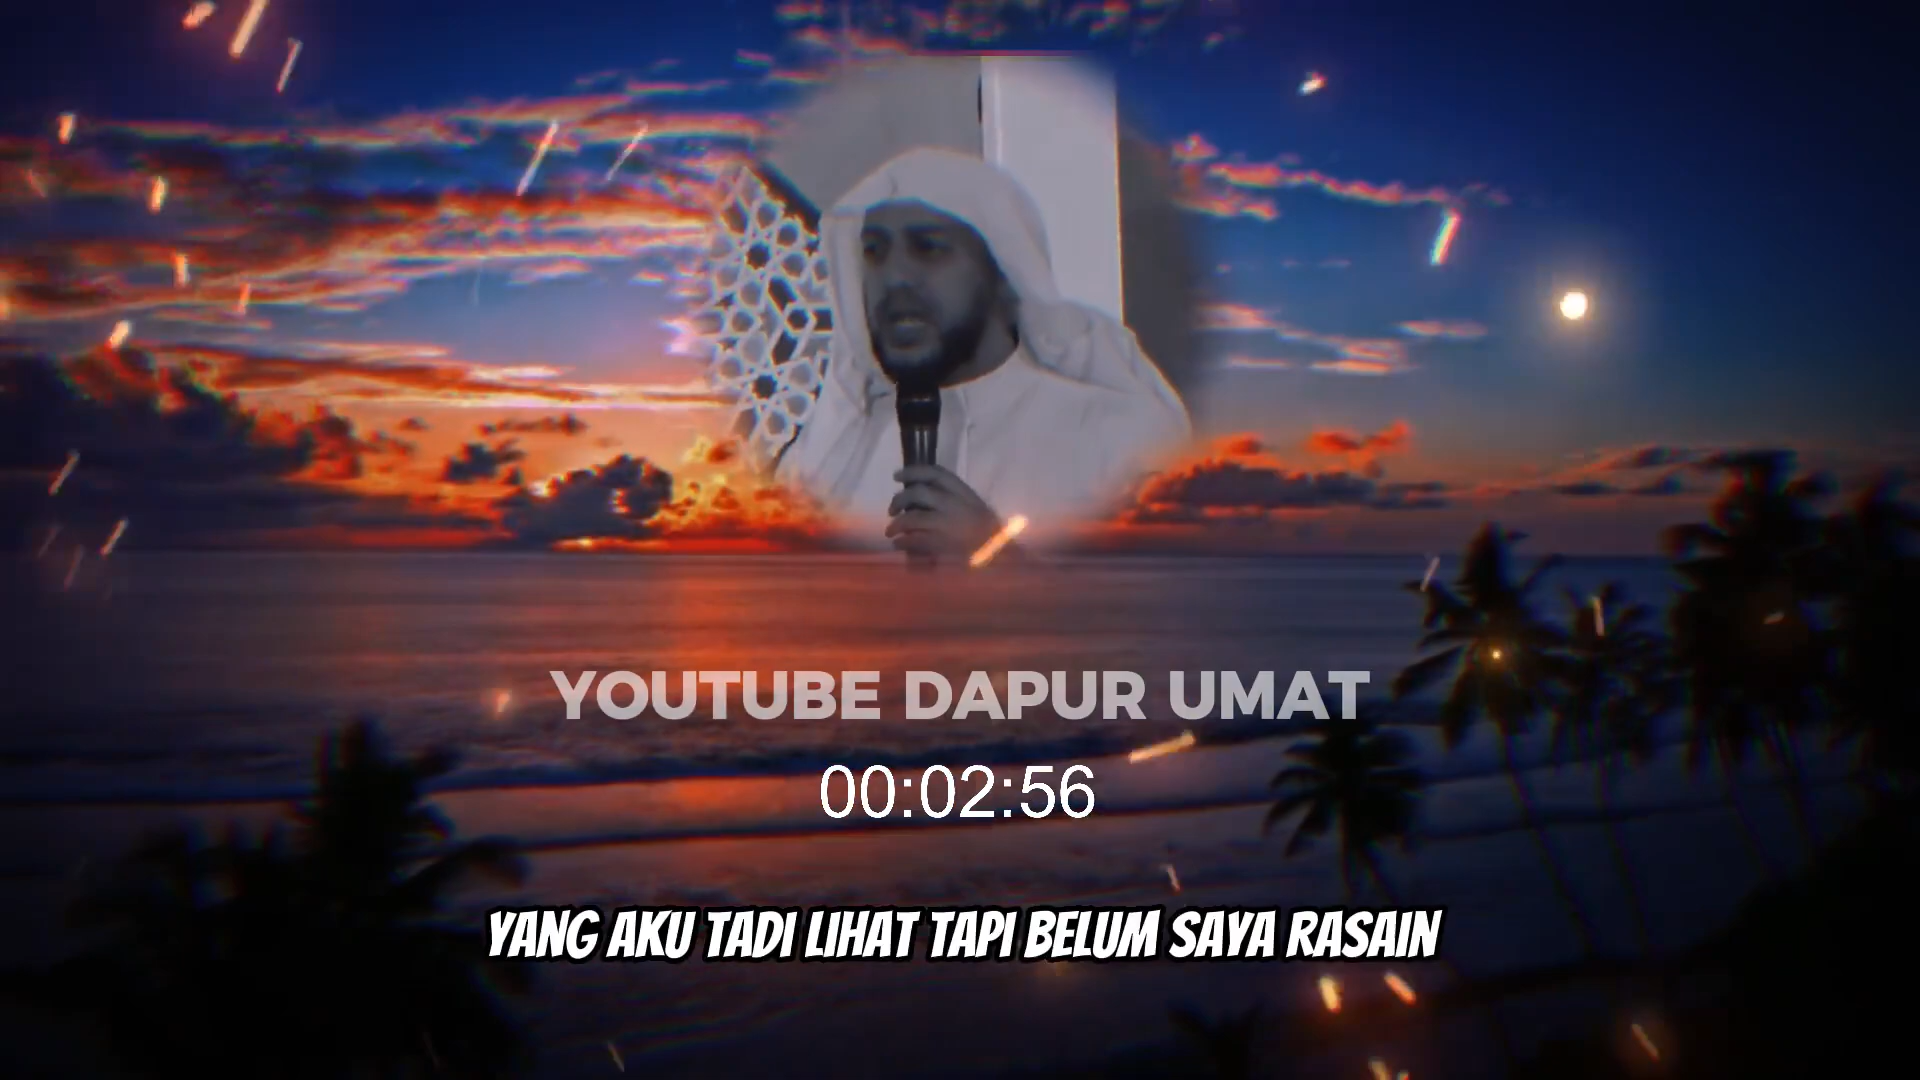 YOUTUBE DAPUR UMAT
00:02:56
YANG AKU TADI LIHAT TAPI BELUM SAYA RASAIN